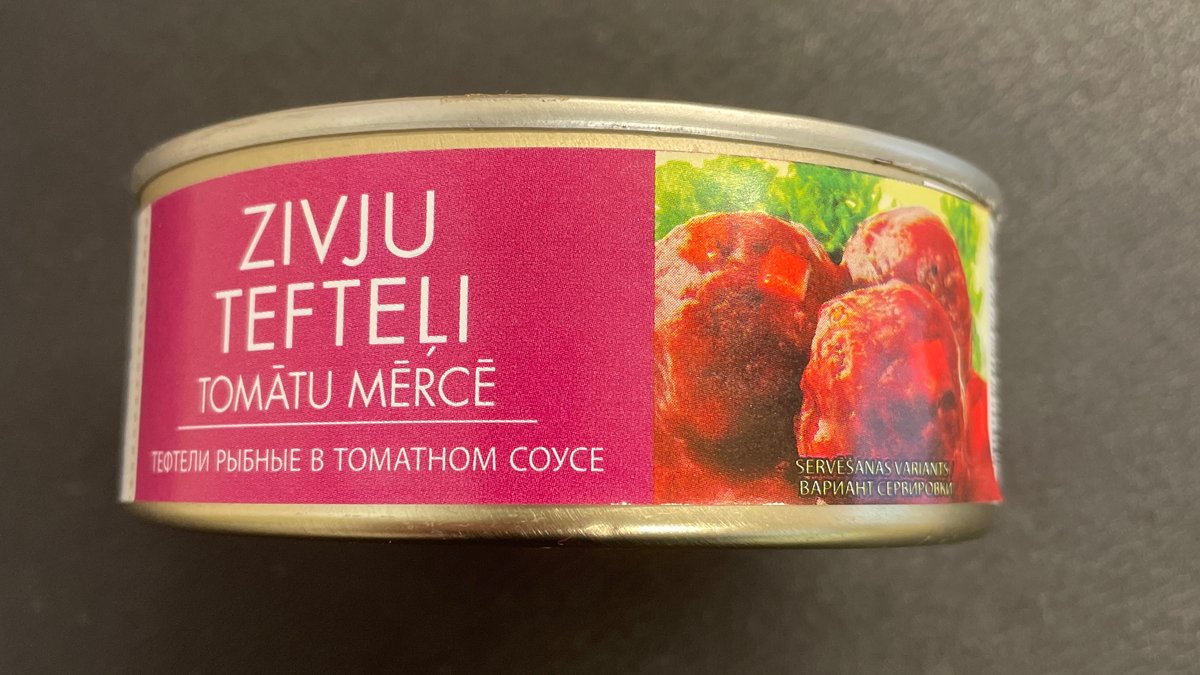 ZIVJU
TEFTEĻI
TOMĀTU MĒRCĒ
ТЕФТЕЛИ РЫБНЫЕ В ТОМАТНОМ СОУСЕ
SERVĒŠANAS VARIANTS
ВАРИАНТ СЕРВИРОВКИ